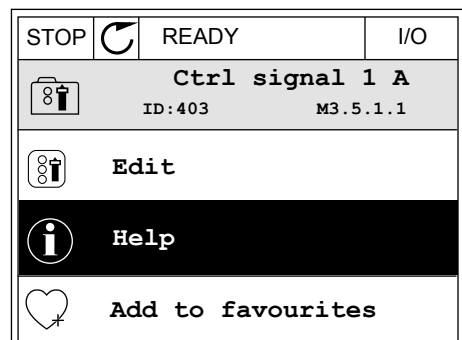 STOP READY I/O
Ctrl signal 1 A
ID:403 M3.5.1.1
Edit
Help
Add to favourites